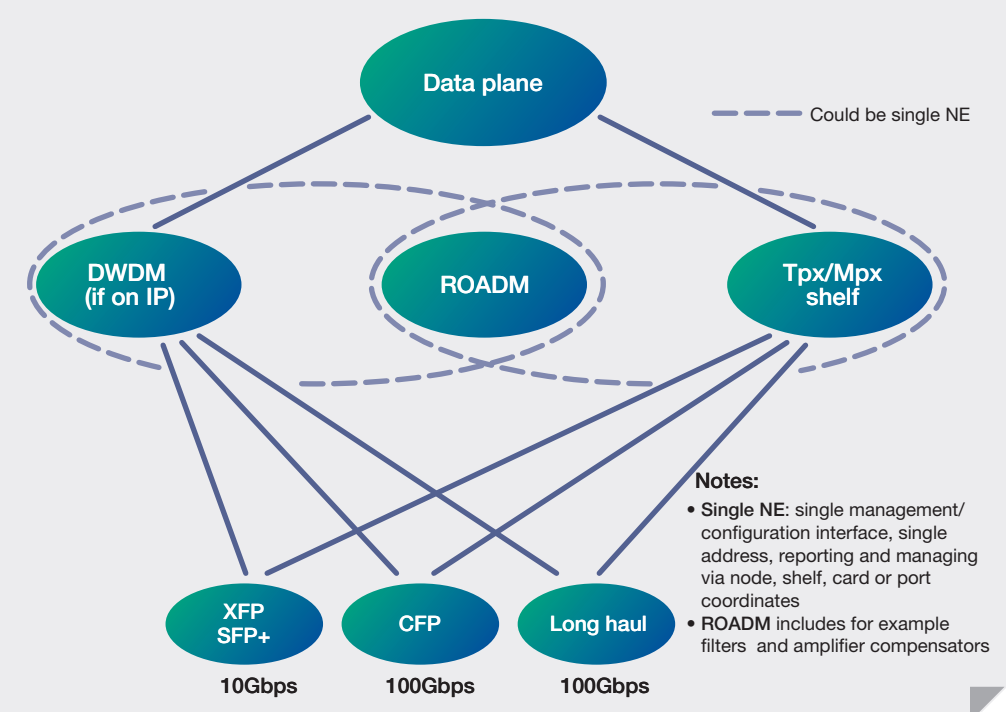 Data plane
Could be single NE
DWDM
(if on IP)
ROADM
Tpx/Mpx
shelf
Notes:
• Single NE: single management/
configuration interface, single
address, reporting and managing
via node, shelf, card or port
coordinates
• ROADM includes for example
filters and amplifier compensators
XFP
SFP+
CFP
Long haul
10Gbps
100Gbps
100Gbps